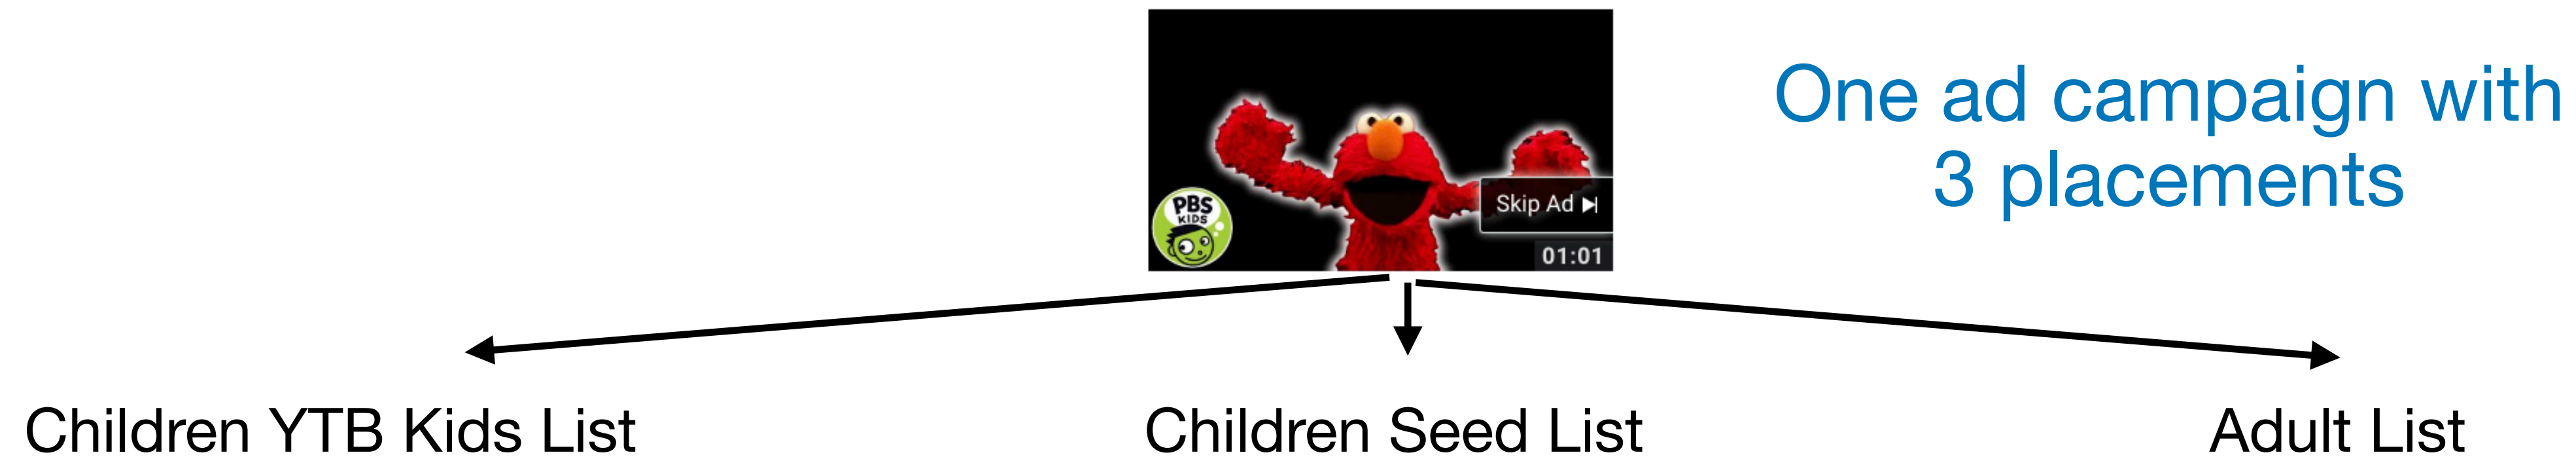 One ad campaign with
3 placements
PBS
KIDS
Skip Ad
01:01
Children YTB Kids List
Children Seed List
Adult List